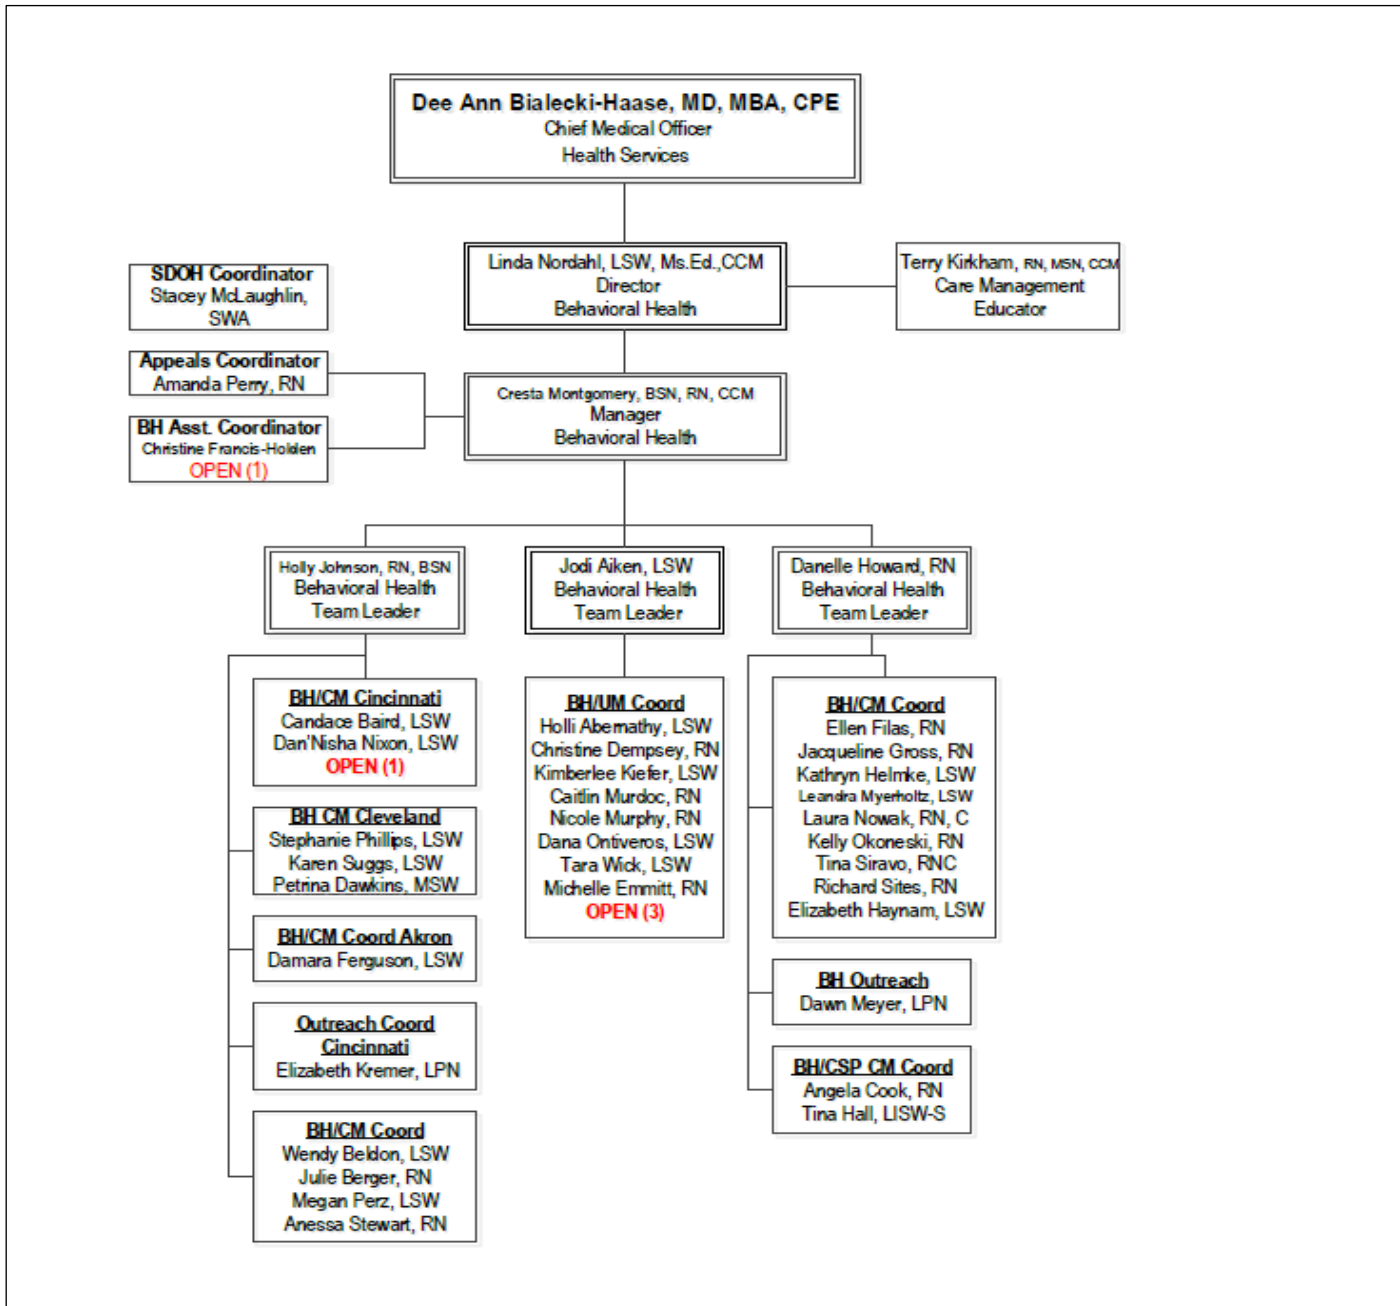 Dee Ann Bialecki-Haase, MD, MBA, CPE
Chief Medical Officer
Health Services
Linda Nordahl, LSW, Ms.Ed.,CCM
Director
Behavioral Health
Terry Kirkham, RN, MSN, CCM
Care Management
Educator
SDOH Coordinator
Stacey McLaughlin,
SWA
Appeals Coordinator
Amanda Perry, RN
BH Asst. Coordinator
Christine Francis-Holden
OPEN (1)
Cresta Montgomery, BSN, RN, CCM
Manager
Behavioral Health
Holly Johnson, RN, BSN
Behavioral Health
Team Leader
Jodi Aiken, LSW
Behavioral Health
Team Leader
Danelle Howard, RN
Behavioral Health
Team Leader
BH/CM Cincinnati
Candace Baird, LSW
Dan'Nisha Nixon, LSW
OPEN (1)
BH CM Cleveland
Stephanie Phillips, LSW
Karen Suggs, LSW
Petrina Dawkins, MSW
BH/CM Coord Akron
Damara Ferguson, LSW
Outreach Coord
Cincinnati
Elizabeth Kremer, LPN
BH/CM Coord
Wendy Beldon, LSW
Julie Berger, RN
Megan Perz, LSW
Anessa Stewart, RN
BH/UM Coord
Holli Abernathy, LSW
Christine Dempsey, RN
Kimberlee Kiefer, LSW
Caitlin Murdoc, RN
Nicole Murphy, RN
Dana Ontiveros, LSW
Tara Wick, LSW
Michelle Emmitt, RN
OPEN (3)
BH/CM Coord
Ellen Filas, RN
Jacqueline Gross, RN
Kathryn Helmke, LSW
Leandra Myerholtz, LSW
Laura Nowak, RN, C
Kelly Okoneski, RN
Tina Siravo, RNC
Richard Sites, RN
Elizabeth Haynam, LSW
BH Outreach
Dawn Meyer, LPN
BH/CSP CM Coord
Angela Cook, RN
Tina Hall, LISW-S